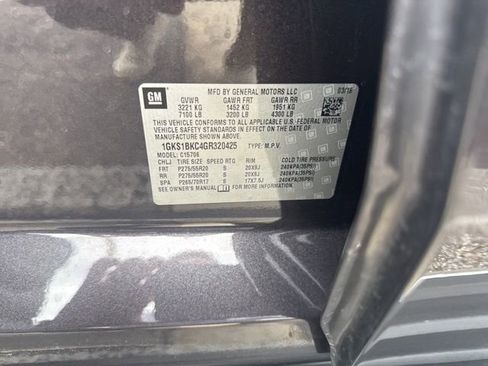 GM
MFD BY GENERAL MOTORS LLC 03/16
GVWR GAWR FRT GAWR RR
3221 KG 1452 KG 1951 KG
7100 LB 3200 LB 4300 LB
THIS VEHICLE CONFORMS TO ALL APPLICABLE U.S. FEDERAL MOTOR
VEHICLE SAFETY AND THEFT PREVENTION STANDARDS IN EFFECT ON THE DATE
OF MANUFACTURE SHOWN ABOVE.
1GKS1BKC4GR320425 TYPE: M.P.V.
MODEL: C15706
CHLJ TIRE SIZE SPEED RTG RIM COLD TIRE PRESSURE
FRT P275/55R20 S 20X9J 240KPA(35PSI)
RR P275/55R20 S 20X9J 240KPA(35PSI)
SPA P265/70R17 S 17X7.5J 240KPA(35PSI)
SEE OWNER'S MANUAL FOR MORE INFORMATION.